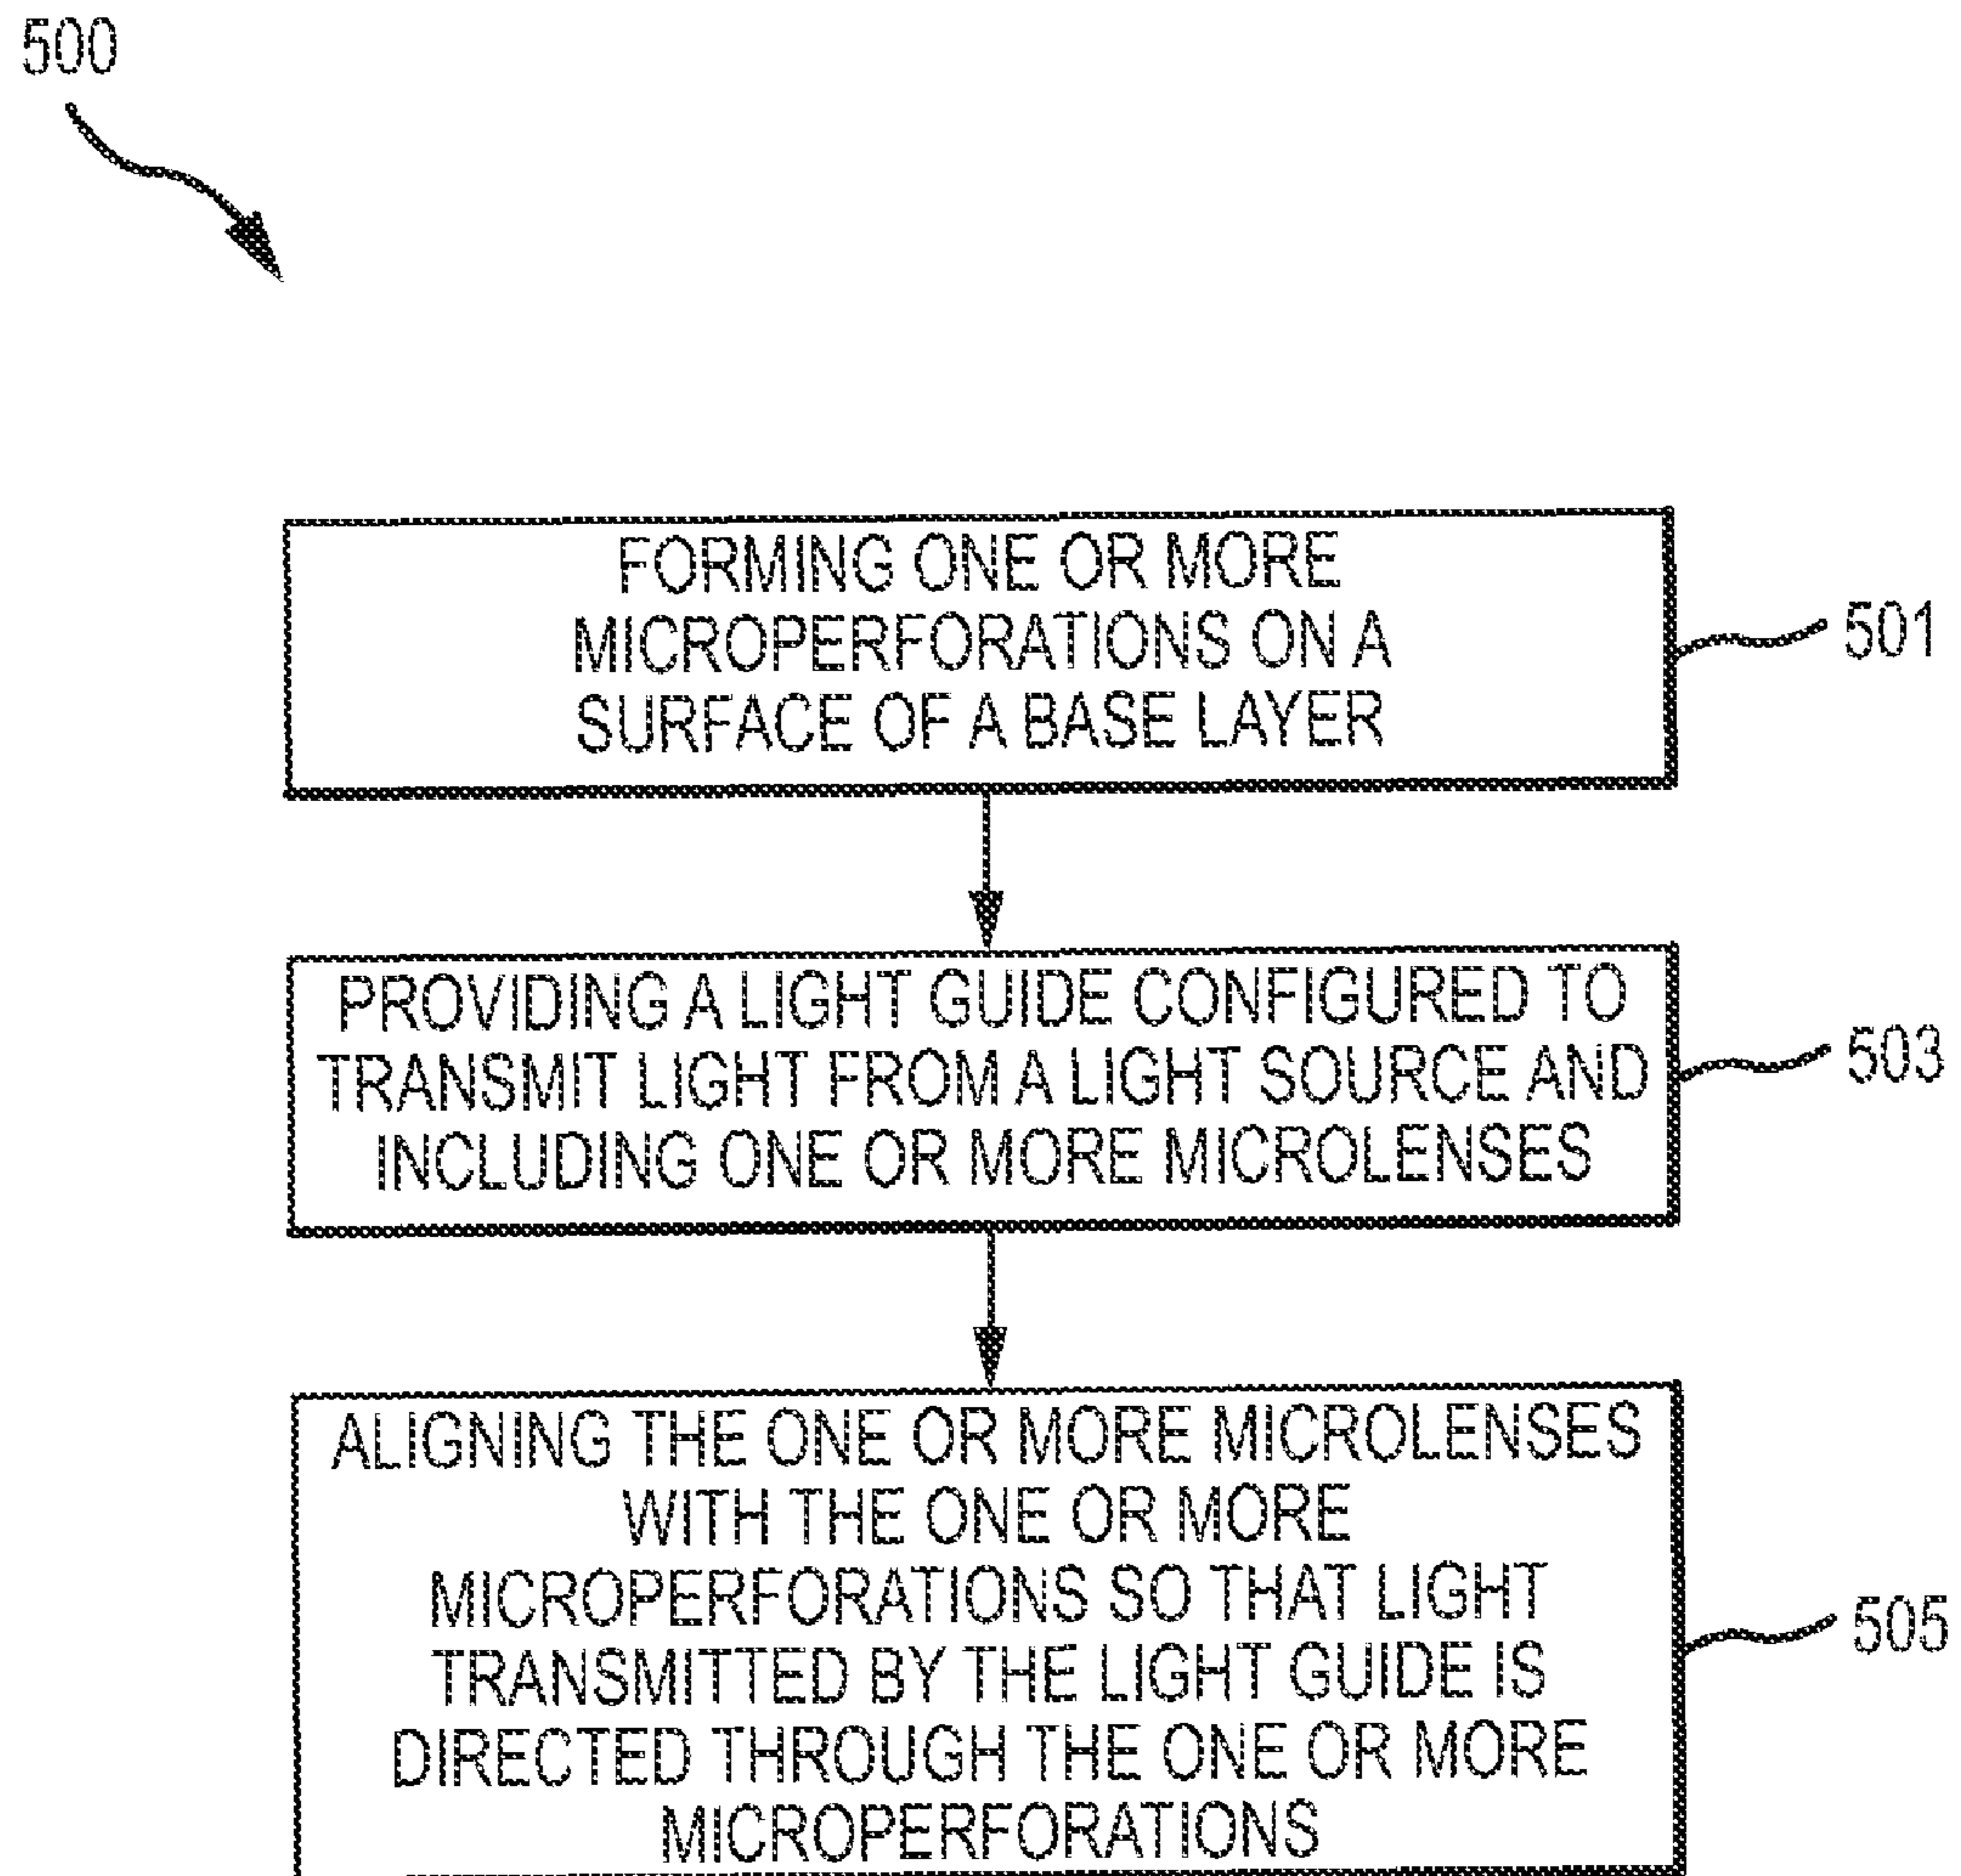 500
FORMING ONE OR MORE
MICROPERFORATIONS ON A
SURFACE OF A BASE LAYER
501
PROVIDING A LIGHT GUIDE CONFIGURED TO
TRANSMIT LIGHT FROM A LIGHT SOURCE AND
INCLUDING ONE OR MORE MICROLENSES
503
ALIGNING THE ONE OR MORE MICROLENSES
WITH THE ONE OR MORE
MICROPERFORATIONS SO THAT LIGHT
TRANSMITTED BY THE LIGHT GUIDE IS
DIRECTED THROUGH THE ONE OR MORE
MICROPERFORATIONS
505